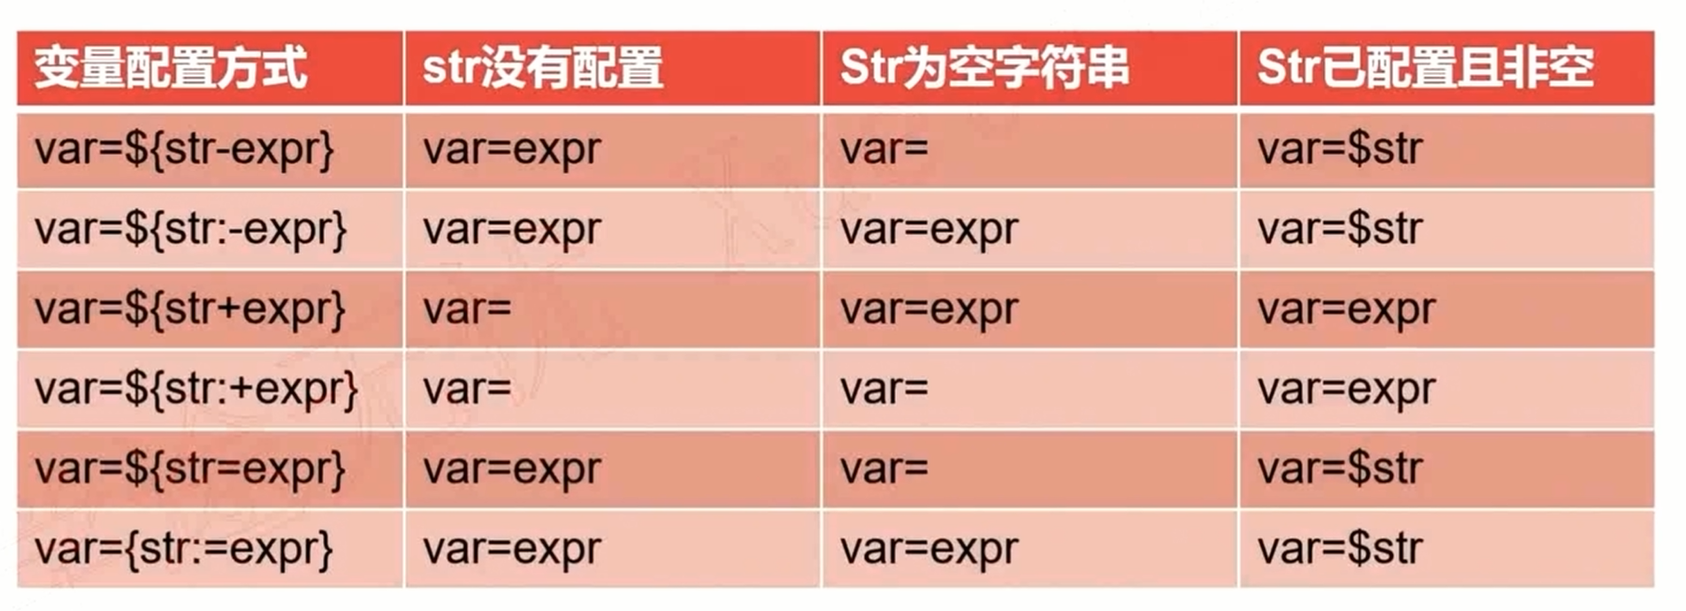 变量配置方式 str没有配置 Str为空字符串 Str已配置且非空
var=${str-expr} var=expr var= var=$str
var=${str:-expr} var=expr var=expr var=$str
var=${str+expr} var= var=expr var=expr
var=${str:+expr} var= var= var=expr
var=${str=expr} var=expr var= var=$str
var={str:=expr} var=expr var=expr var=$str